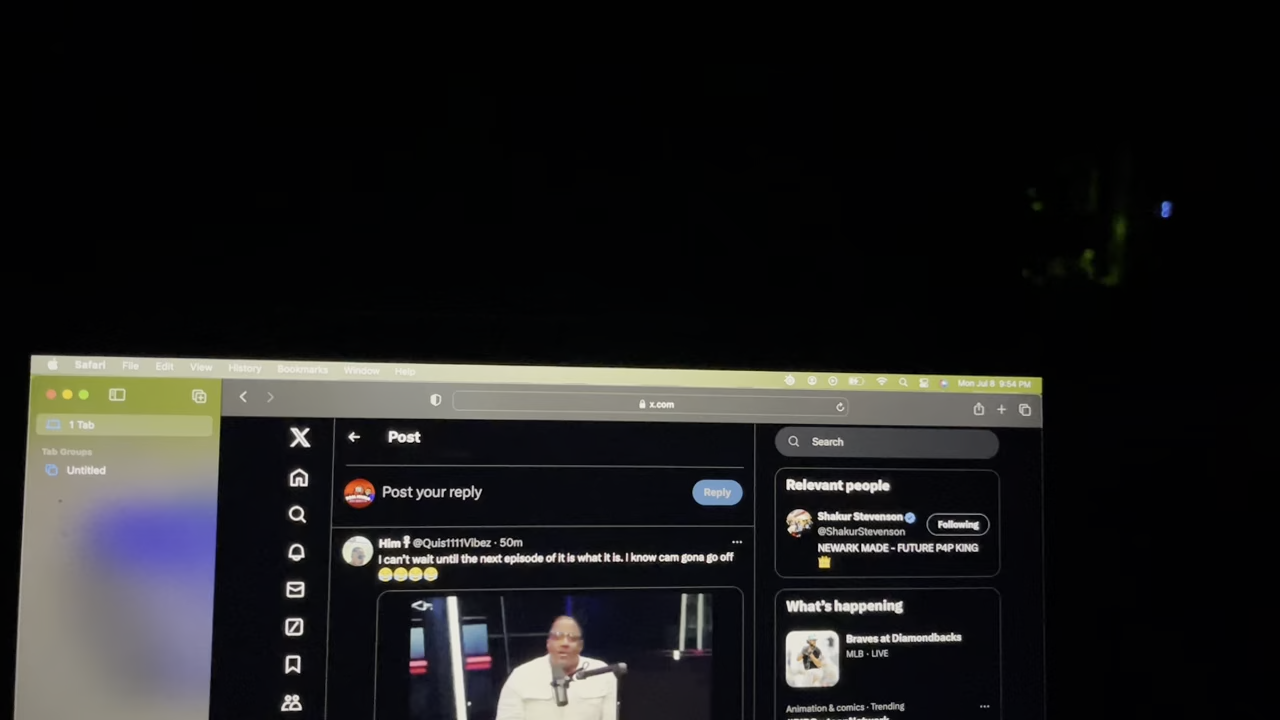 Safari File Edit View History Bookmarks Window Help
Mon Jul 8 9:54 PM
x.com
1 Tab
Tab Groups
Untitled
Post
Search
Post your reply
Reply
Relevant people
Shakur Stevenson
@ShakurStevenson
Following
NEWARK MADE - FUTURE P4P KING
Him @Quis1111Vibez · 50m
I can't wait until the next episode of it is what it is. I know cam gona go off
😂😂😂😂
What's happening
Braves at Diamondbacks
MLB · LIVE
Animation & comics · Trending